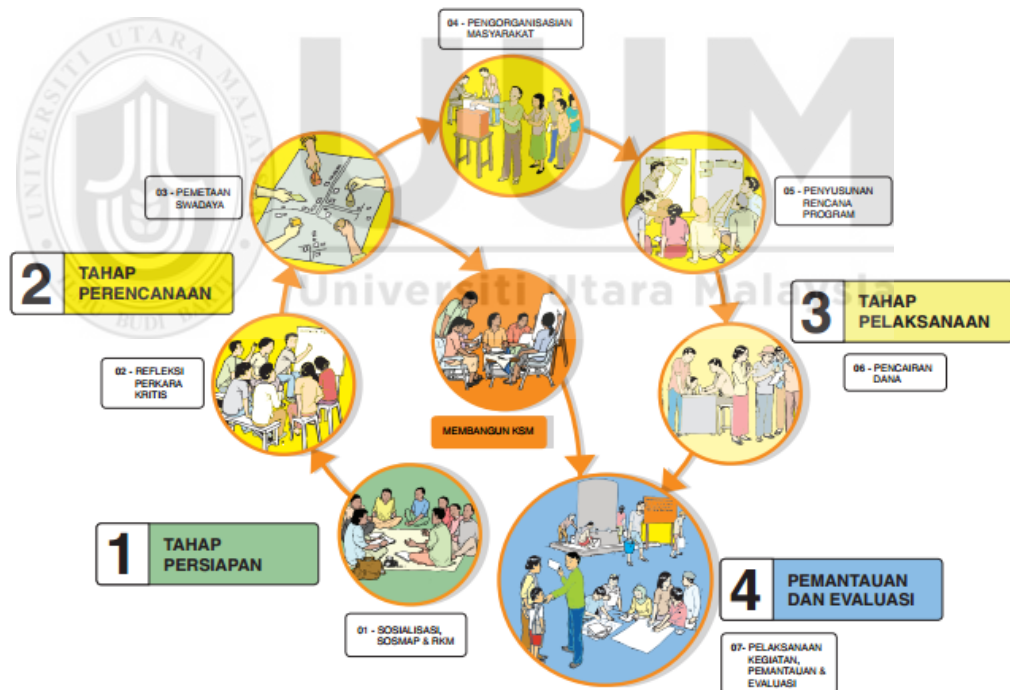 04 - PENGORGANISASIAN
MASYARAKAT
03 - PEMETAAN
SWADAYA
05 - PENYUSUNAN
RENCANA
PROGRAM
2
TAHAP
PERENCANAAN
UNIVERSITI UTARA MALAYSIA
UUM
Universiti Utara Malaysia
3
TAHAP
PELAKSANAAN
02 - REFLEKSI
PERKARA
KRITIS
06 - PENCAIRAN
DANA
MEMBANGUN KSM
1
TAHAP
PERSIAPAN
4
PEMANTAUAN
DAN EVALUASI
01 - SOSIALISASI,
SOSMAP & RKM
07- PELAKSANAAN
KEGIATAN,
PEMANTAUAN &
EVALUASI